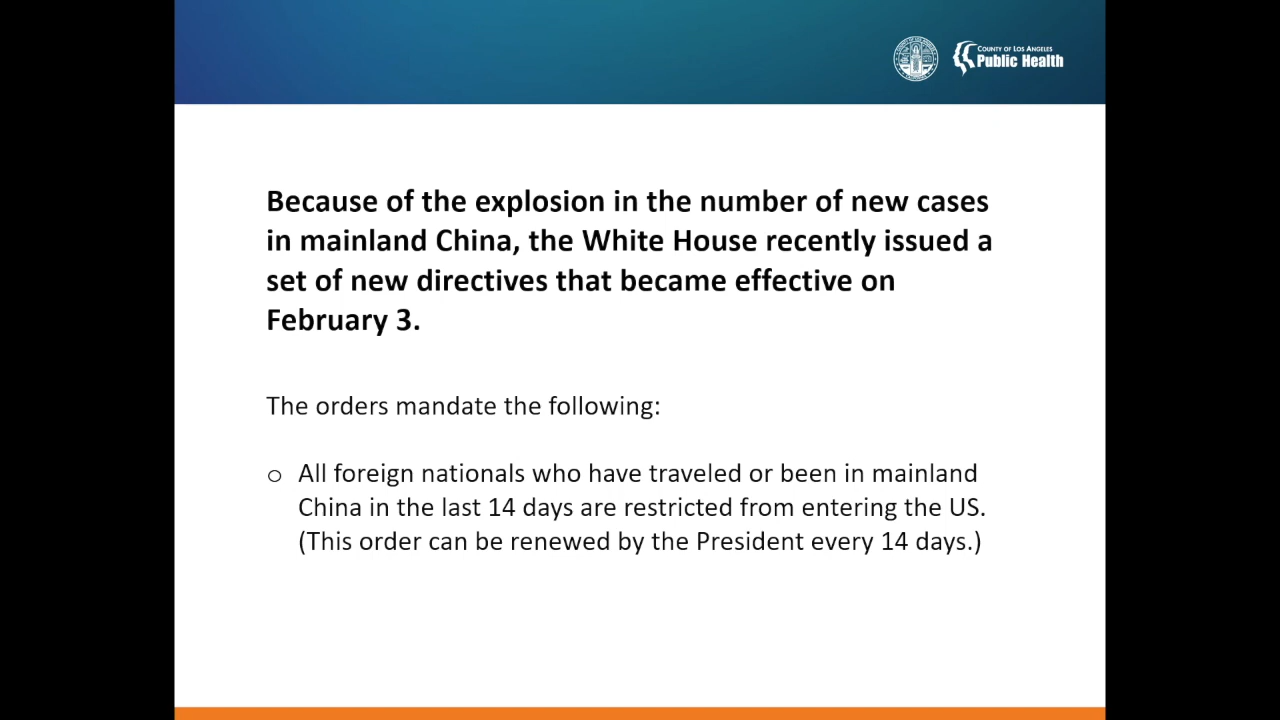 COUNTY OF LOS ANGELES
Public Health
Because of the explosion in the number of new cases
in mainland China, the White House recently issued a
set of new directives that became effective on
February 3.
The orders mandate the following:
o All foreign nationals who have traveled or been in mainland
China in the last 14 days are restricted from entering the US.
(This order can be renewed by the President every 14 days.)